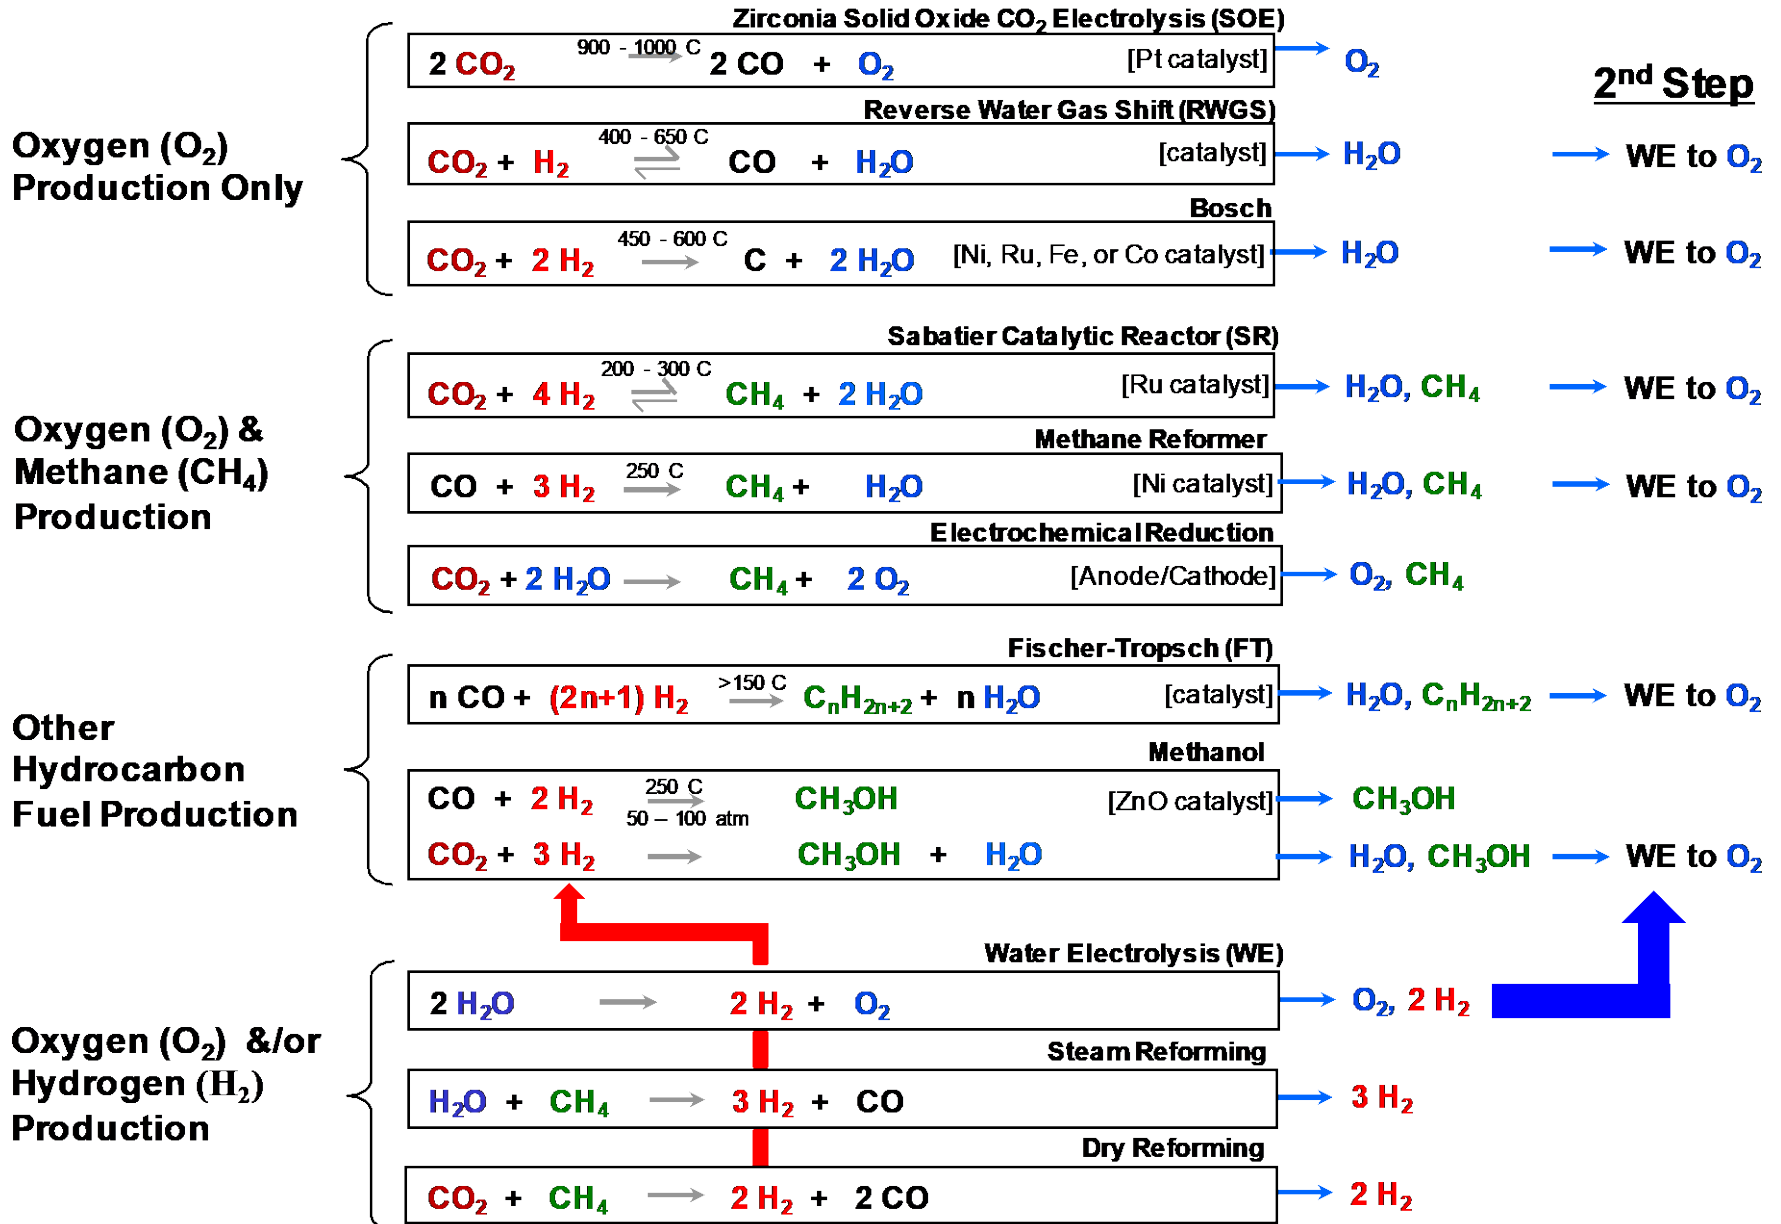 Zirconia Solid Oxide CO₂ Electrolysis (SOE)
2 CO₂ 900 - 1000 C 2 CO + O₂ [Pt catalyst] O₂
2nd Step
Reverse Water Gas Shift (RWGS)
Oxygen (O₂)
Production Only
CO₂ + H₂ 400 - 650 C CO + H₂O [catalyst] H₂O WE to O₂
Bosch
CO₂ + 2 H₂ 450 - 600 C C + 2 H₂O [Ni, Ru, Fe, or Co catalyst] H₂O WE to O₂
Sabatier Catalytic Reactor (SR)
CO₂ + 4 H₂ 200 - 300 C CH₄ + 2 H₂O [Ru catalyst] H₂O, CH₄ WE to O₂
Oxygen (O₂) &
Methane (CH₄)
Production
Methane Reformer
CO + 3 H₂ 250 C CH₄ + H₂O [Ni catalyst] H₂O, CH₄ WE to O₂
Electrochemical Reduction
CO₂ + 2 H₂O CH₄ + 2 O₂ [Anode/Cathode] O₂, CH₄
Fischer-Tropsch (FT)
n CO + (2n+1) H₂ >150 C CₙH₂ₙ₊₂ + n H₂O [catalyst] H₂O, CₙH₂ₙ₊₂ WE to O₂
Other
Hydrocarbon
Fuel Production
Methanol
CO + 2 H₂ 250 C 50 – 100 atm CH₃OH [ZnO catalyst] CH₃OH
CO₂ + 3 H₂ CH₃OH + H₂O H₂O, CH₃OH WE to O₂
Water Electrolysis (WE)
2 H₂O 2 H₂ + O₂ O₂, 2 H₂
Oxygen (O₂) &/or
Hydrogen (H₂)
Production
Steam Reforming
H₂O + CH₄ 3 H₂ + CO 3 H₂
Dry Reforming
CO₂ + CH₄ 2 H₂ + 2 CO 2 H₂